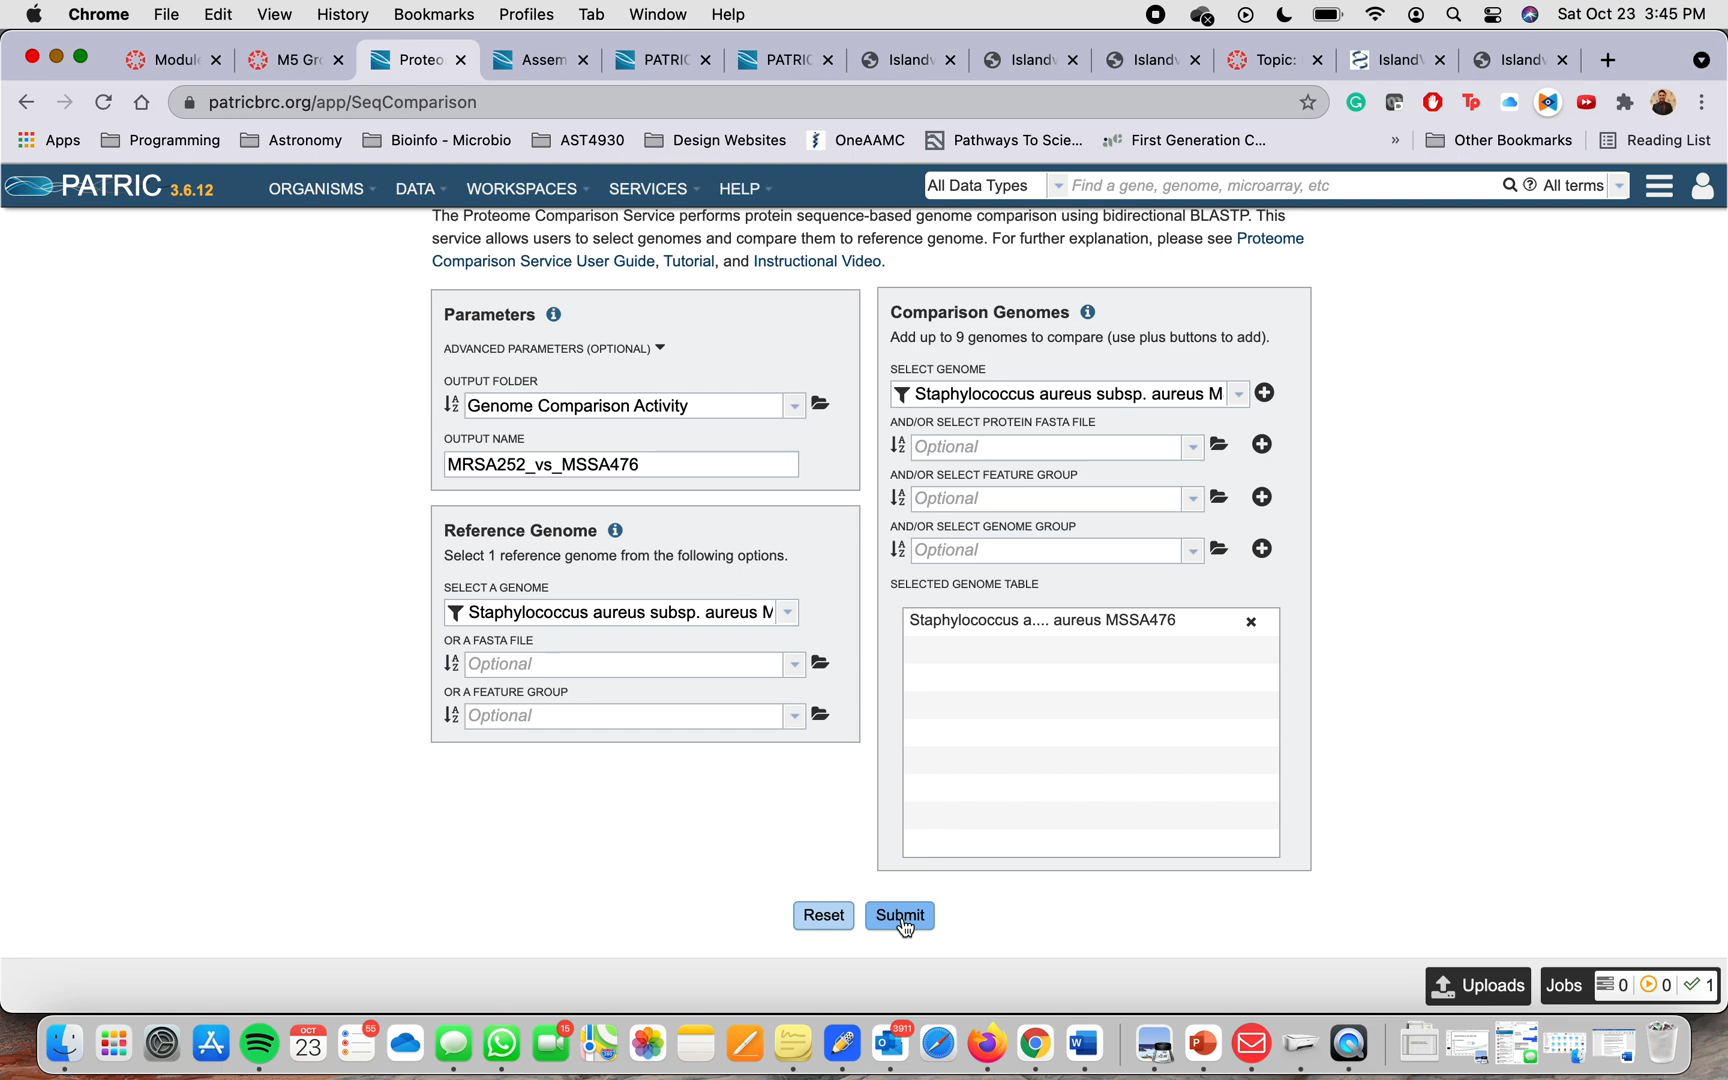 Chrome File Edit View History Bookmarks Profiles Tab Window Help Sat Oct 23 3:45 PM
Modul M5 Gr Proteo Assem PATRIC PATRIC Island Island Island Topic: Island Island
patricbrc.org/app/SeqComparison
Apps Programming Astronomy Bioinfo - Microbio AST4930 Design Websites OneAAMC Pathways To Scie... First Generation C... » Other Bookmarks Reading List
PATRIC 3.6.12 ORGANISMS DATA WORKSPACES SERVICES HELP All Data Types Find a gene, genome, microarray, etc All terms
The Proteome Comparison Service performs protein sequence-based genome comparison using bidirectional BLASTP. This
service allows users to select genomes and compare them to reference genome. For further explanation, please see Proteome
Comparison Service User Guide, Tutorial, and Instructional Video.
Parameters
ADVANCED PARAMETERS (OPTIONAL)
OUTPUT FOLDER
Genome Comparison Activity
OUTPUT NAME
MRSA252_vs_MSSA476
Reference Genome
Select 1 reference genome from the following options.
SELECT A GENOME
Staphylococcus aureus subsp. aureus M
OR A FASTA FILE
Optional
OR A FEATURE GROUP
Optional
Comparison Genomes
Add up to 9 genomes to compare (use plus buttons to add).
SELECT GENOME
Staphylococcus aureus subsp. aureus M
AND/OR SELECT PROTEIN FASTA FILE
Optional
AND/OR SELECT FEATURE GROUP
Optional
AND/OR SELECT GENOME GROUP
Optional
SELECTED GENOME TABLE
Staphylococcus a.... aureus MSSA476
Reset Submit
Uploads Jobs 0 0 1
OCT
23 55 15 3911